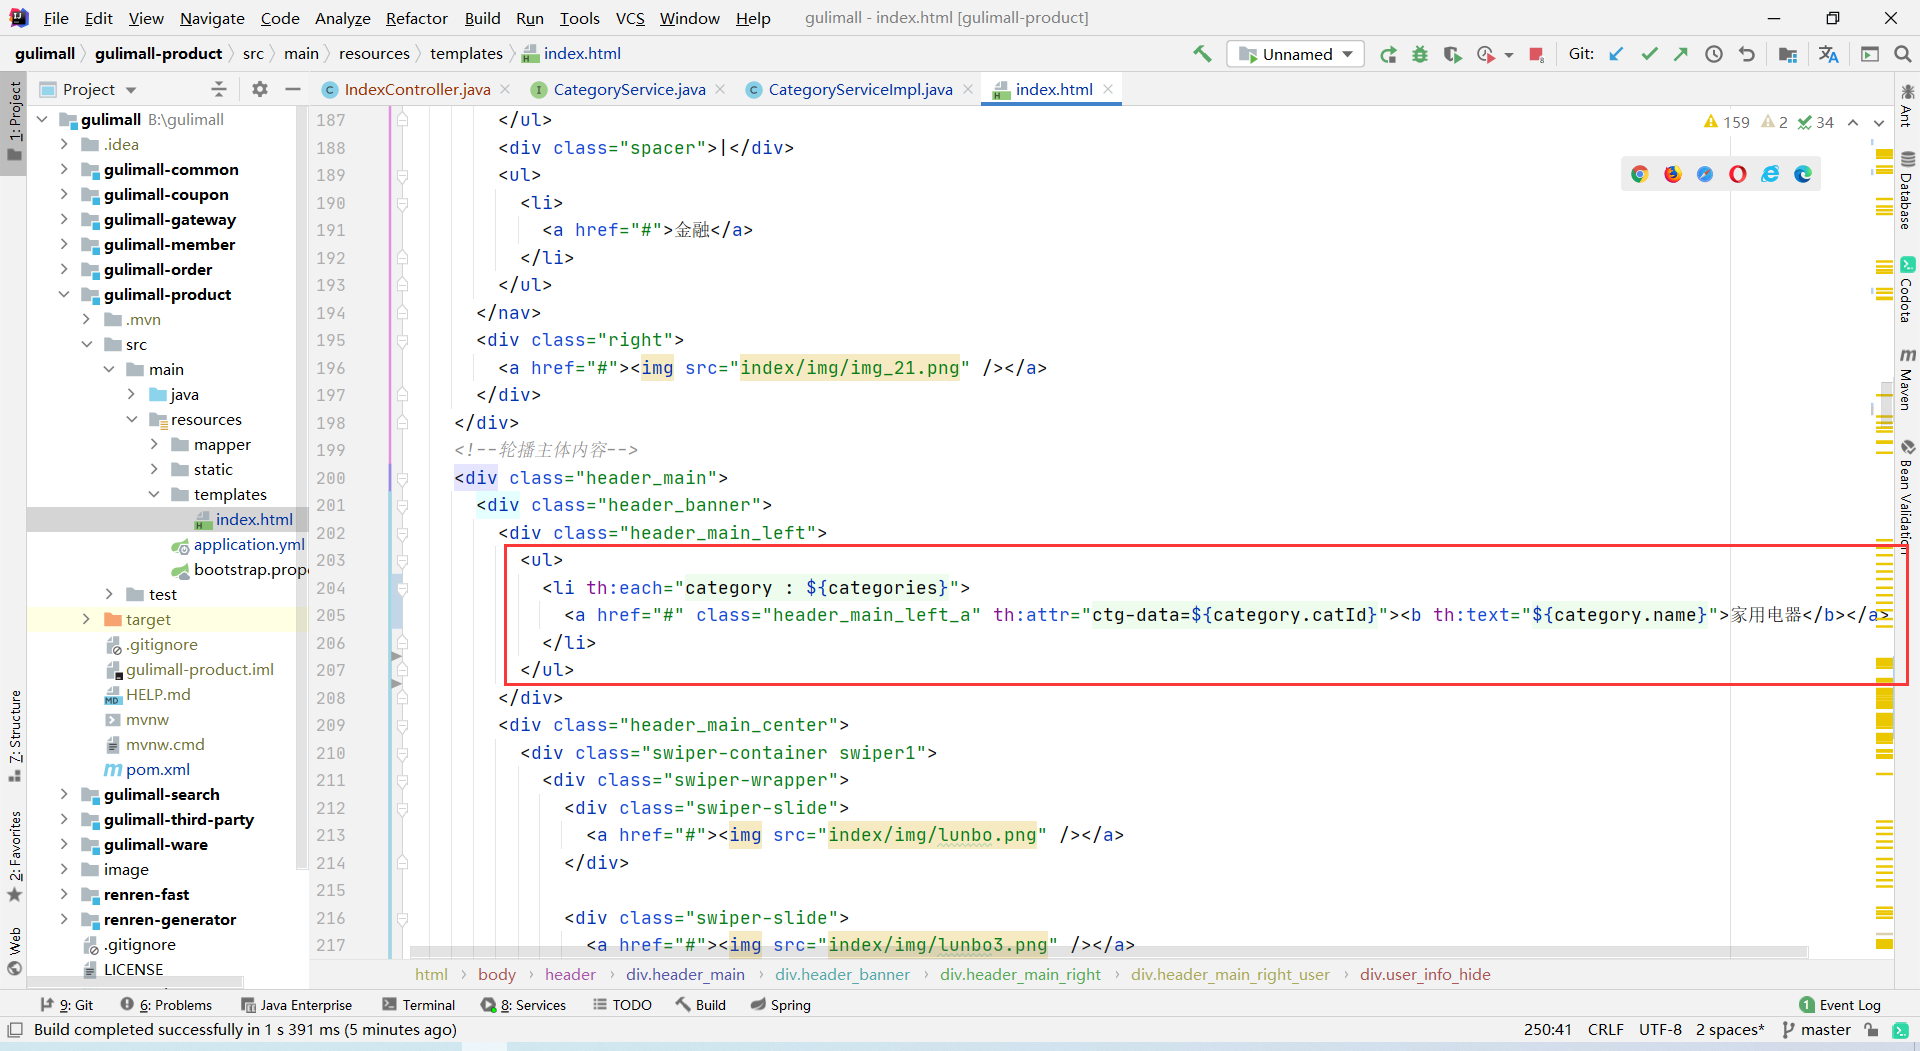 File Edit View Navigate Code Analyze Refactor Build Run Tools VCS Window Help gulimall - index.html [gulimall-product]
gulimall gulimall-product src main resources templates index.html Unnamed Git:
Project IndexController.java CategoryService.java CategoryServiceImpl.java index.html
1: Project
7: Structure
2: Favorites
Web
gulimall B:\gulimall
.idea
gulimall-common
gulimall-coupon
gulimall-gateway
gulimall-member
gulimall-order
gulimall-product
.mvn
src
main
java
resources
mapper
static
templates
index.html
application.yml
bootstrap.prope
test
target
.gitignore
gulimall-product.iml
HELP.md
mvnw
mvnw.cmd
pom.xml
gulimall-search
gulimall-third-party
gulimall-ware
image
renren-fast
renren-generator
.gitignore
LICENSE
159 2 34
187 </ul>
188 <div class="spacer">|</div>
189 <ul>
190 <li>
191 <a href="#">金融</a>
192 </li>
193 </ul>
194 </nav>
195 <div class="right">
196 <a href="#"><img src="index/img/img_21.png" /></a>
197 </div>
198 </div>
199 <!--轮播主体内容-->
200 <div class="header_main">
201 <div class="header_banner">
202 <div class="header_main_left">
203 <ul>
204 <li th:each="category : ${categories}">
205 <a href="#" class="header_main_left_a" th:attr="ctg-data=${category.catId}"><b th:text="${category.name}">家用电器</b></a>
206 </li>
207 </ul>
208 </div>
209 <div class="header_main_center">
210 <div class="swiper-container swiper1">
211 <div class="swiper-wrapper">
212 <div class="swiper-slide">
213 <a href="#"><img src="index/img/lunbo.png" /></a>
214 </div>
215
216 <div class="swiper-slide">
217 <a href="#"><img src="index/img/lunbo3.png" /></a>
Ant
Database
Codota
Maven
Bean Validation
html body header div.header_main div.header_banner div.header_main_right div.header_main_right_user div.user_info_hide
9: Git 6: Problems Java Enterprise Terminal 8: Services TODO Build Spring 1 Event Log
Build completed successfully in 1 s 391 ms (5 minutes ago) 250:41 CRLF UTF-8 2 spaces* master